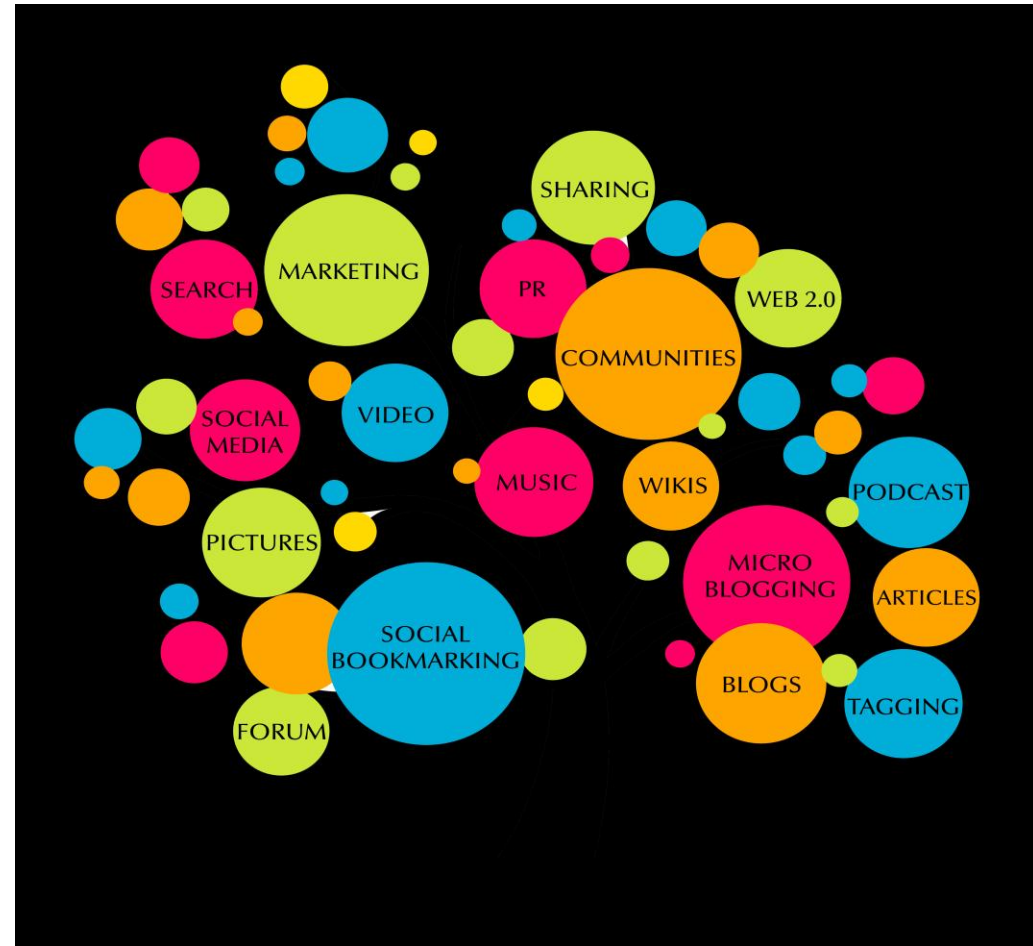 SHARING
MARKETING
SEARCH
PR
WEB 2.0
COMMUNITIES
VIDEO
SOCIAL
MEDIA
MUSIC
WIKIS
PODCAST
PICTURES
MICRO
BLOGGING
ARTICLES
SOCIAL
BOOKMARKING
BLOGS
TAGGING
FORUM